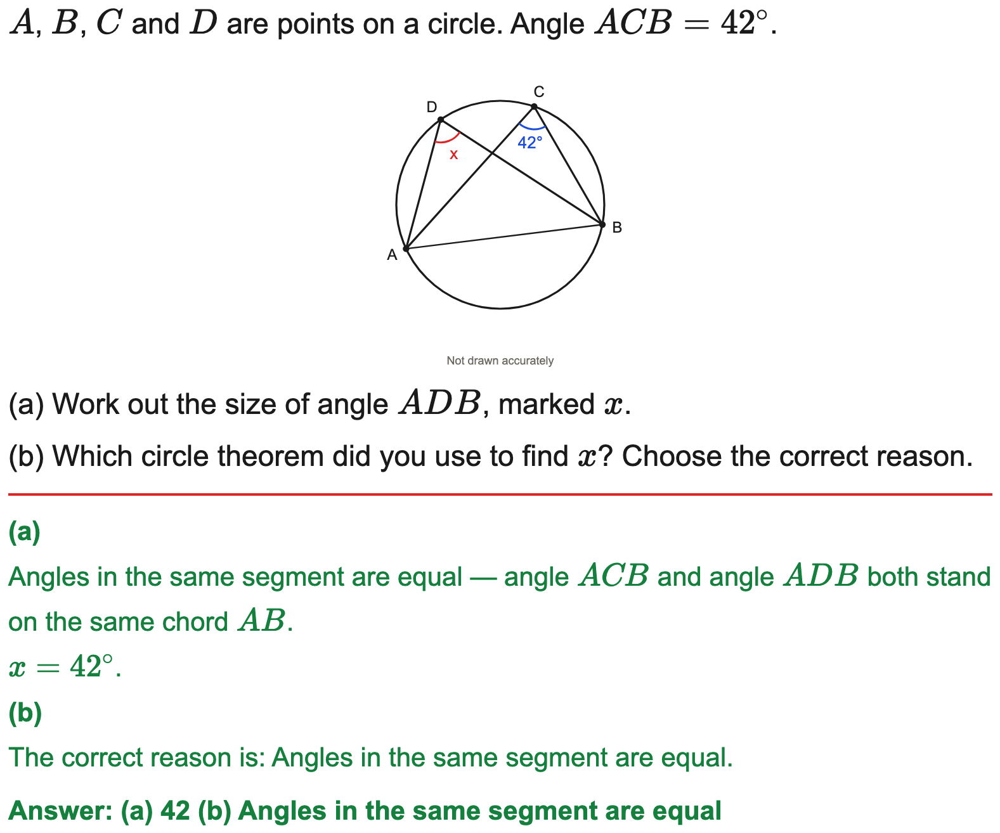 A, B, C and D are points on a circle. Angle ACB = 42°.
C
D
42°
x
B
A
Not drawn accurately
(a) Work out the size of angle ADB, marked x.
(b) Which circle theorem did you use to find x? Choose the correct reason.
(a)
Angles in the same segment are equal — angle ACB and angle ADB both stand
on the same chord AB.
x = 42°.
(b)
The correct reason is: Angles in the same segment are equal.
Answer: (a) 42 (b) Angles in the same segment are equal